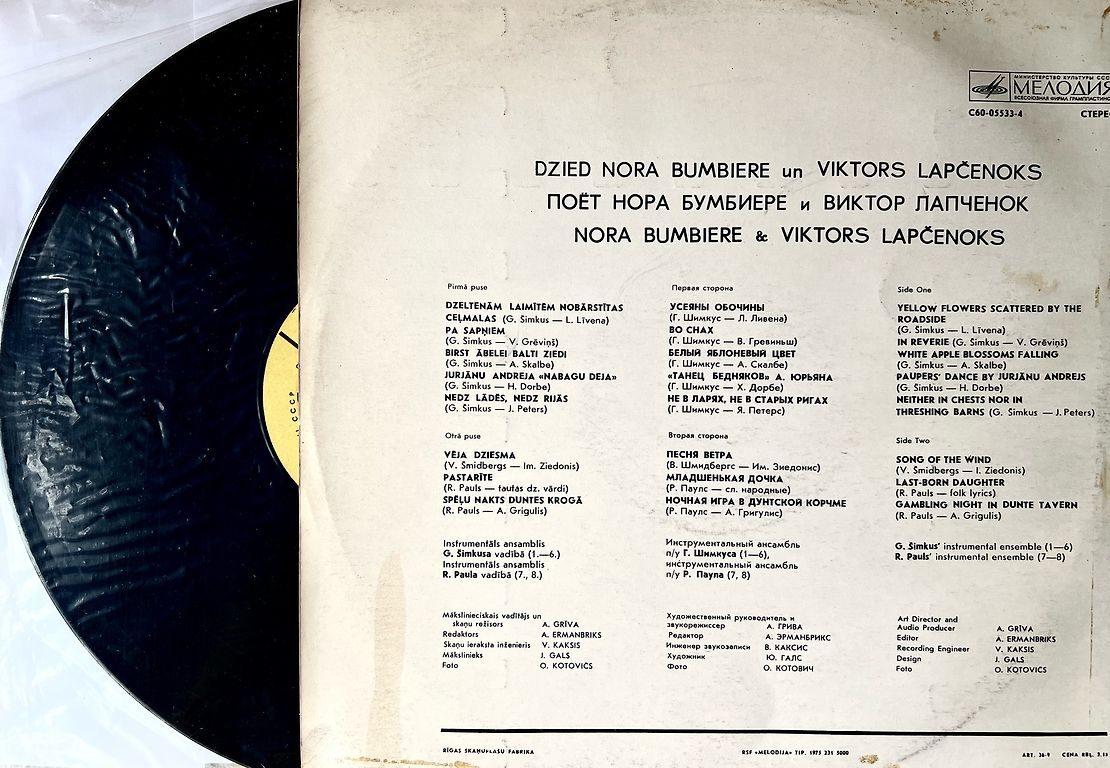 СССР
МИНИСТЕРСТВО КУЛЬТУРЫ СССР
МЕЛОДИЯ
ВСЕСОЮЗНАЯ ФИРМА ГРАМПЛАСТИНОК
С60-05533-4 СТЕРЕО
DZIED NORA BUMBIERE un VIKTORS LAPČENOKS
ПОЁТ НОРА БУМБИЕРЕ и ВИКТОР ЛАПЧЕНОК
NORA BUMBIERE & VIKTORS LAPČENOKS
Pirmā puse
DZELTENĀM LAIMĪTĒM NOBĀRSTĪTAS
CEĻMALAS (G. Šimkus — L. Līvena)
PA SAPŅIEM
(G. Šimkus — V. Grēviņš)
BIRST ĀBELEI BALTI ZIEDI
(G. Šimkus — A. Skalbe)
JURJĀNU ANDREJA «NABAGU DEJA»
(G. Šimkus — H. Dorbe)
NEDZ LĀDĒS, NEDZ RIJĀS
(G. Šimkus — J. Peters)
Otrā puse
VĒJA DZIESMA
(V. Šmidbergs — Im. Ziedonis)
PASTARĪTE
(R. Pauls — tautas dz. vārdi)
SPĒĻU NAKTS DUNTES KROGĀ
(R. Pauls — A. Grigulis)
Instrumentāls ansamblis
G. Šimkusa vadībā (1.—6.)
Instrumentāls ansamblis
R. Paula vadībā (7., 8.)
Mākslinieciskais vadītājs un
skaņu režisors A. GRĪVA
Redaktors A. ERMANBRIKS
Skaņu ieraksta inženieris V. KAKSIS
Mākslinieks J. GALS
Foto O. KOTOVIČS
Первая сторона
УСЕЯНЫ ОБОЧИНЫ
(Г. Шимкус — Л. Ливена)
ВО СНАХ
(Г. Шимкус — В. Гревиньш)
БЕЛЫЙ ЯБЛОНЕВЫЙ ЦВЕТ
(Г. Шимкус — А. Скалбе)
«ТАНЕЦ БЕДНЯКОВ» А. ЮРЬЯНА
(Г. Шимкус — Х. Дорбе)
НЕ В ЛАРЯХ, НЕ В СТАРЫХ РИГАХ
(Г. Шимкус — Я. Петерс)
Вторая сторона
ПЕСНЯ ВЕТРА
(В. Шмидбергс — Им. Зиедонис)
МЛАДШЕНЬКАЯ ДОЧКА
(Р. Паулс — сл. народные)
НОЧНАЯ ИГРА В ДУНТСКОЙ КОРЧМЕ
(Р. Паулс — А. Григулис)
Инструментальный ансамбль
п/у Г. Шимкуса (1—6),
инструментальный ансамбль
п/у Р. Паула (7, 8)
Художественный руководитель и
звукорежиссер А. ГРИВА
Редактор А. ЭРМАНБРИКС
Инженер звукозаписи В. КАКСИС
Художник Ю. ГАЛС
Фото О. КОТОВИЧ
Side One
YELLOW FLOWERS SCATTERED BY THE
ROADSIDE
(G. Šimkus — L. Līvena)
IN REVERIE (G. Šimkus — V. Grēviņš)
WHITE APPLE BLOSSOMS FALLING
(G. Šimkus — A. Skalbe)
PAUPERS' DANCE BY JURJĀNU ANDREJS
(G. Šimkus — H. Dorbe)
NEITHER IN CHESTS NOR IN
THRESHING BARNS (G. Šimkus — J. Peters)
Side Two
SONG OF THE WIND
(V. Šmidbergs — I. Ziedonis)
LAST-BORN DAUGHTER
(R. Pauls — folk lyrics)
GAMBLING NIGHT IN DUNTE TAVERN
(R. Pauls — A. Grigulis)
G. Šimkus' instrumental ensemble (1—6)
R. Pauls' instrumental ensemble (7—8)
Art Director and
Audio Producer A. GRĪVA
Editor A. ERMANBRIKS
Recording Engineer V. KAKSIS
Design J. GALS
Foto O. KOTOVIČS
RĪGAS SKAŅUPLAŠU FABRIKA RSF «MELODIJA» TIP. 1975 231 5000 ART. 36-9 CENA RBĻ.